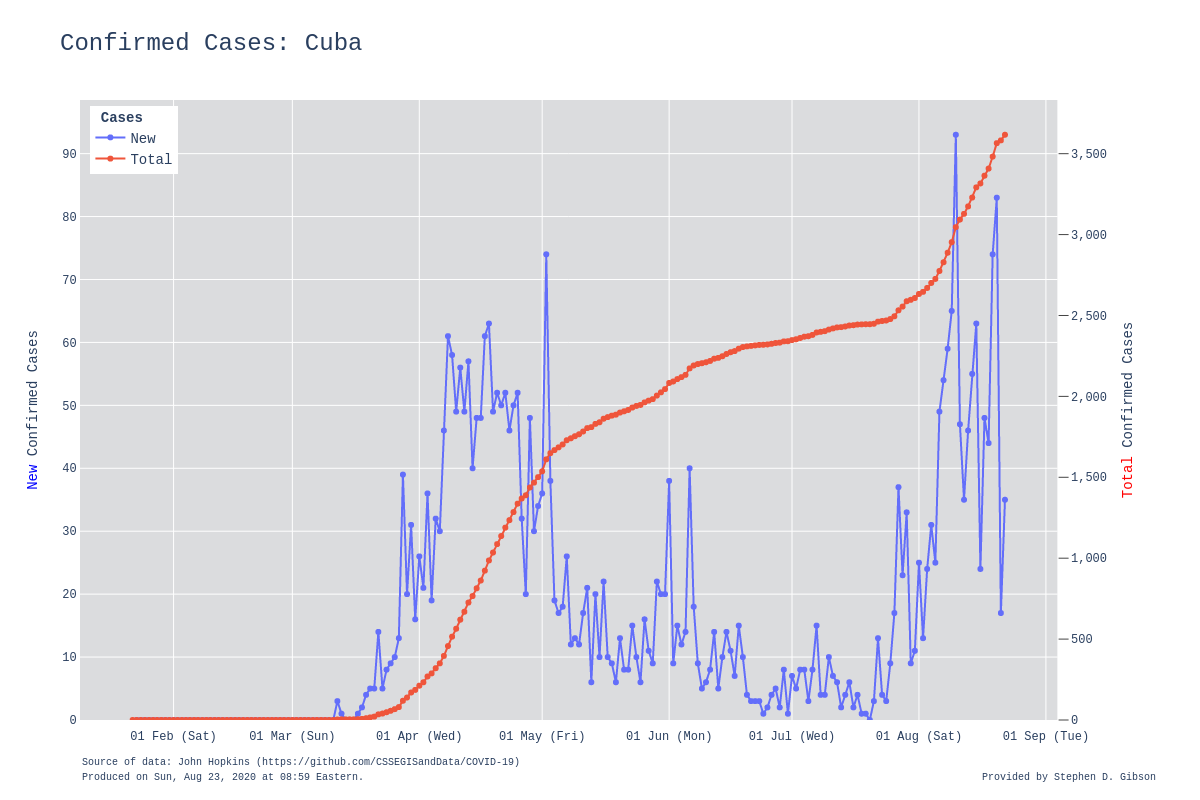 Confirmed Cases: Cuba
Cases
New
Total
90
80
70
60
50
40
30
20
10
0
New Confirmed Cases
3,500
3,000
2,500
2,000
1,500
1,000
500
0
Total Confirmed Cases
01 Feb (Sat) 01 Mar (Sun) 01 Apr (Wed) 01 May (Fri) 01 Jun (Mon) 01 Jul (Wed) 01 Aug (Sat) 01 Sep (Tue)
Source of data: John Hopkins (https://github.com/CSSEGISandData/COVID-19)
Produced on Sun, Aug 23, 2020 at 08:59 Eastern.
Provided by Stephen D. Gibson